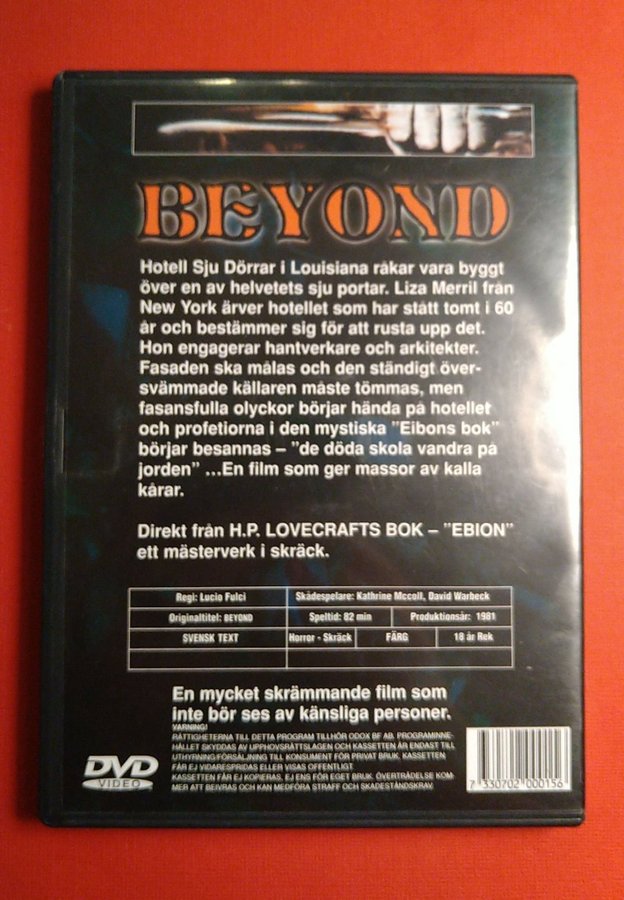 BEYOND
Hotell Sju Dörrar i Louisiana råkar vara byggt
över en av helvetets sju portar. Liza Merril från
New York ärver hotellet som har stått tomt i 60
år och bestämmer sig för att rusta upp det.
Hon engagerar hantverkare och arkitekter.
Fasaden ska målas och den ständigt över-
svämmade källaren måste tömmas, men
fasansfulla olyckor börjar hända på hotellet
och profetiorna i den mystiska ”Eibons bok”
börjar besannas – ”de döda skola vandra på
jorden” ...En film som ger massor av kalla
kårar.
Direkt från H.P. LOVECRAFTS BOK – ”EBION”
ett mästerverk i skräck.
Regi: Lucio Fulci Skådespelare: Kathrine Mccoll, David Warbeck
Originaltitel: BEYOND Speltid: 82 min Produktionsår: 1981
SVENSK TEXT Horror - Skräck FÄRG 18 år Rek
En mycket skrämmande film som
inte bör ses av känsliga personer.
VARNING!
RÄTTIGHETERNA TILL DETTA PROGRAM TILLHÖR ODOX BF AB. PROGRAMINNE-
HÅLLET SKYDDAS AV UPPHOVSRÄTTSLAGEN OCH KASSETTEN ÄR ENDAST TILL
UTHYRNING/FÖRSÄLJNING TILL KONSUMENT FÖR PRIVAT BRUK. KASSETTEN
FÅR EJ VIDARESPRIDAS ELLER VISAS OFFENTLIGT.
KASSETTEN FÅR EJ KOPIERAS, EJ ENS FÖR EGET BRUK. ÖVERTRÄDELSE KOM-
MER ATT BEIVRAS OCH KAN MEDFÖRA STRAFF OCH SKADESTÅNDSKRAV.
DVD
VIDEO
7 330702 000156